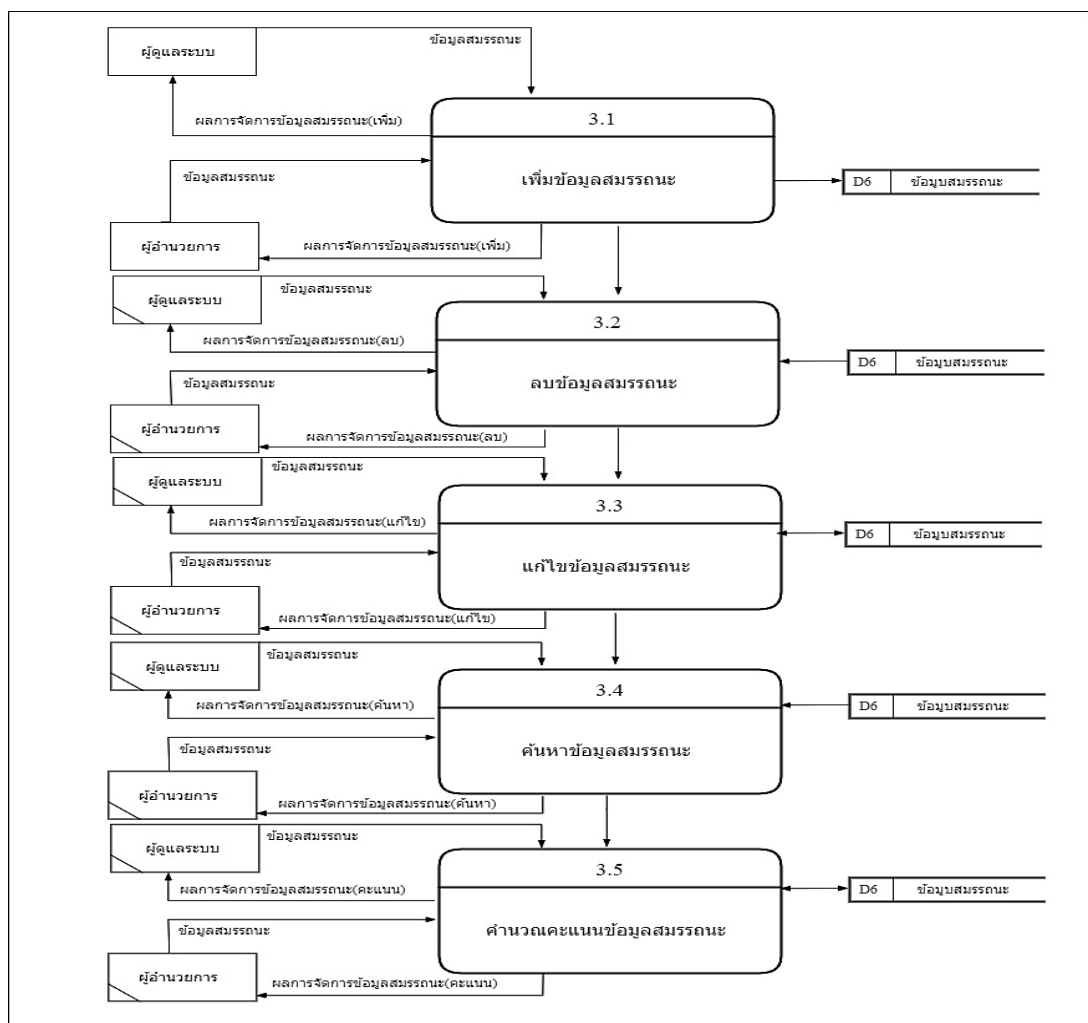 ผู้ดูแลระบบ
ข้อมูลสมรรถนะ
ผลการจัดการข้อมูลสมรรถนะ(เพิ่ม)
3.1
เพิ่มข้อมูลสมรรถนะ
D6 ข้อมูบสมรรถนะ
ข้อมูลสมรรถนะ
ผู้อำนวยการ
ผลการจัดการข้อมูลสมรรถนะ(เพิ่ม)
ผู้ดูแลระบบ
ข้อมูลสมรรถนะ
ผลการจัดการข้อมูลสมรรถนะ(ลบ)
3.2
ลบข้อมูลสมรรถนะ
D6 ข้อมูบสมรรถนะ
ข้อมูลสมรรถนะ
ผู้อำนวยการ
ผลการจัดการข้อมูลสมรรถนะ(ลบ)
ผู้ดูแลระบบ
ข้อมูลสมรรถนะ
ผลการจัดการข้อมูลสมรรถนะ(แก้ไข)
3.3
แก้ไขข้อมูลสมรรถนะ
D6 ข้อมูบสมรรถนะ
ข้อมูลสมรรถนะ
ผู้อำนวยการ
ผลการจัดการข้อมูลสมรรถนะ(แก้ไข)
ผู้ดูแลระบบ
ข้อมูลสมรรถนะ
ผลการจัดการข้อมูลสมรรถนะ(ค้นหา)
3.4
ค้นหาข้อมูลสมรรถนะ
D6 ข้อมูบสมรรถนะ
ข้อมูลสมรรถนะ
ผู้อำนวยการ
ผลการจัดการข้อมูลสมรรถนะ(ค้นหา)
ผู้ดูแลระบบ
ข้อมูลสมรรถนะ
ผลการจัดการข้อมูลสมรรถนะ(คะแนน)
3.5
คำนวณคะแนนข้อมูลสมรรถนะ
D6 ข้อมูบสมรรถนะ
ข้อมูลสมรรถนะ
ผู้อำนวยการ
ผลการจัดการข้อมูลสมรรถนะ(คะแนน)